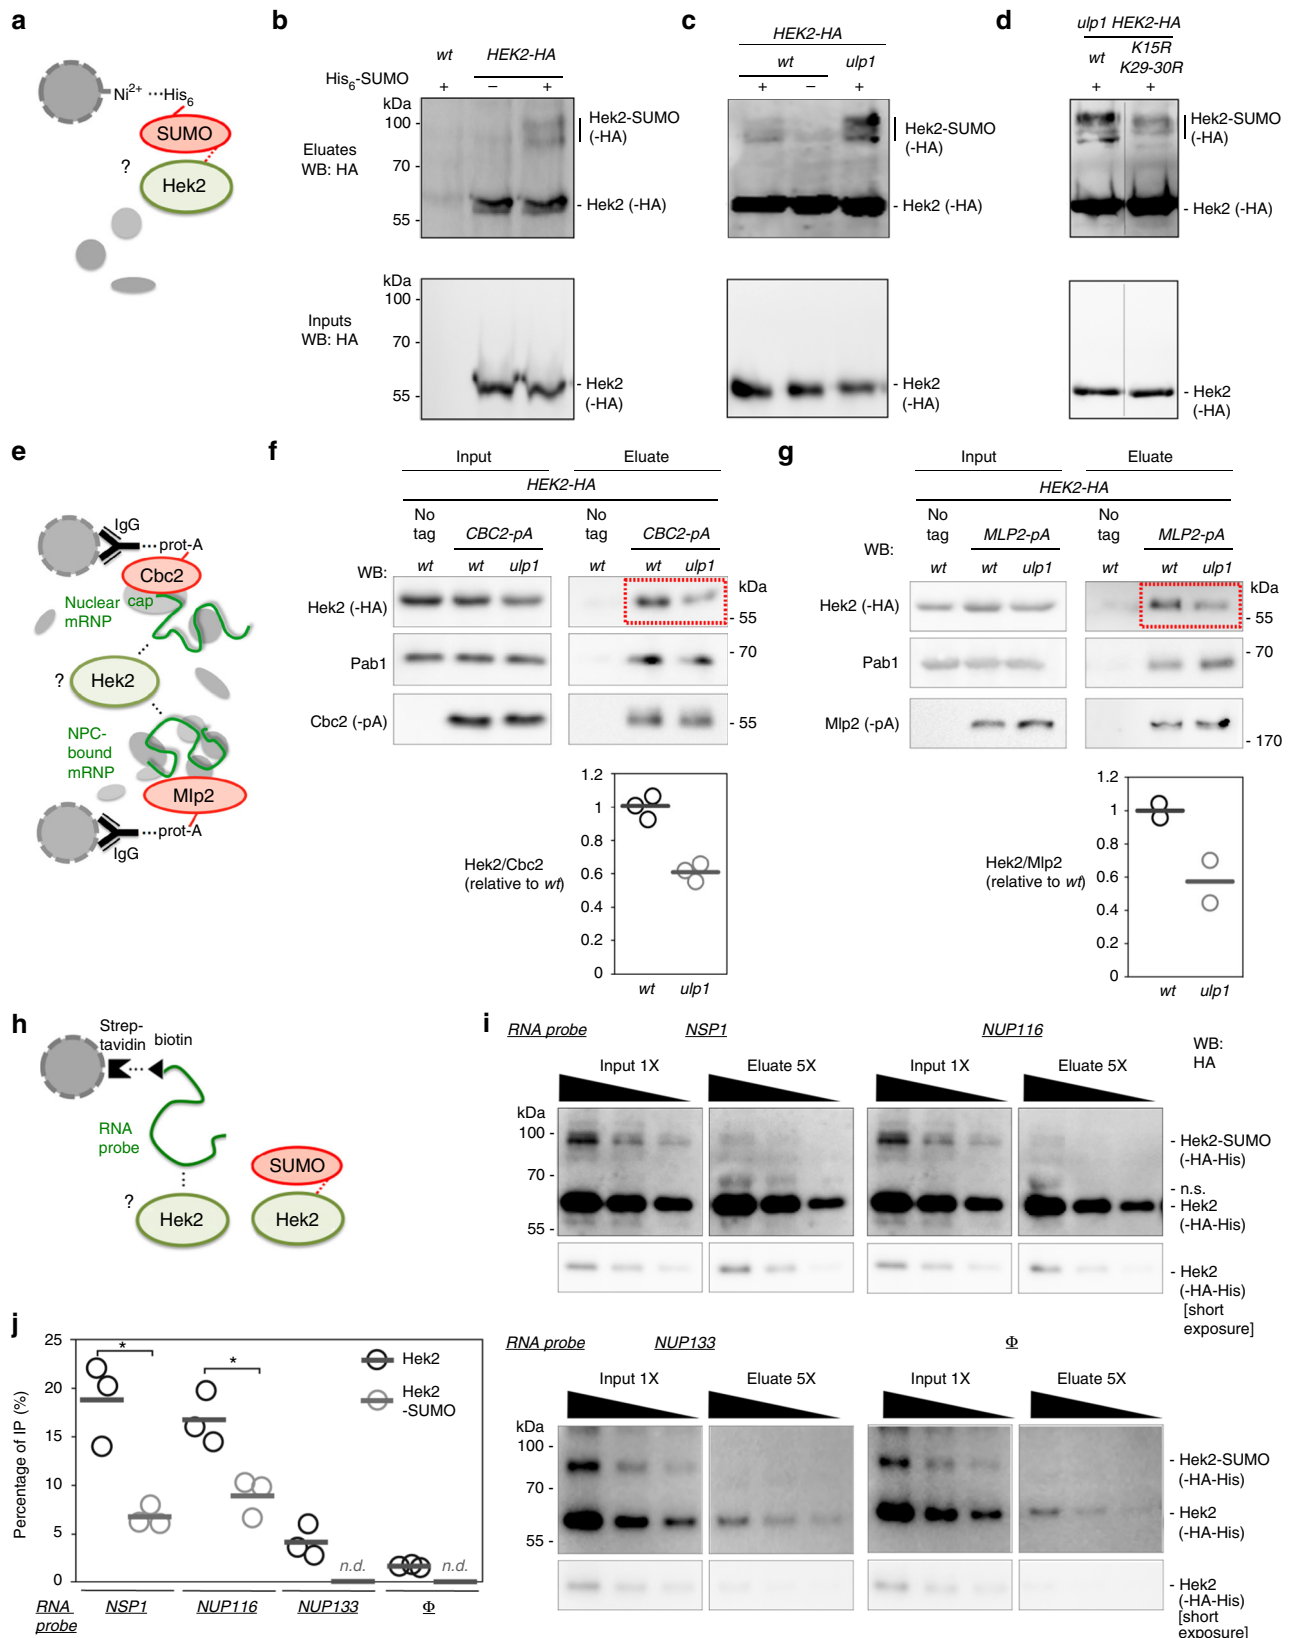 a
Ni2+ ···His6
SUMO
?
Hek2
b
wt
HEK2-HA
His6-SUMO
+ − +
kDa
100 -
70 -
55 -
Eluates
WB: HA
Hek2-SUMO
(-HA)
- Hek2 (-HA)
kDa
100 -
70 -
55 -
Inputs
WB: HA
- Hek2
(-HA)
c
HEK2-HA
wt ulp1
+ − +
Hek2-SUMO
(-HA)
- Hek2 (-HA)
- Hek2
(-HA)
d
ulp1 HEK2-HA
wt
K15R
K29-30R
+ +
Hek2-SUMO
(-HA)
- Hek2 (-HA)
- Hek2
(-HA)
e
IgG
prot-A
Cbc2
Nuclear cap
mRNP
?
Hek2
NPC-
bound
mRNP
Mlp2
prot-A
IgG
f
Input Eluate
HEK2-HA
No
tag
CBC2-pA
No
tag
CBC2-pA
WB:
wt wt ulp1 wt wt ulp1
kDa
Hek2 (-HA)
- 55
Pab1
- 70
Cbc2 (-pA)
- 55
1.2
1
0.8
0.6
0.4
0.2
0
Hek2/Cbc2
(relative to wt)
wt ulp1
g
Input Eluate
HEK2-HA
No
tag
MLP2-pA
No
tag
MLP2-pA
WB:
wt wt ulp1 wt wt ulp1
kDa
Hek2 (-HA)
- 55
Pab1
- 70
Mlp2 (-pA)
- 170
1.2
1
0.8
0.6
0.4
0.2
0
Hek2/Mlp2
(relative to wt)
wt ulp1
h
Strep-
tavidin
biotin
RNA
probe
SUMO
?
Hek2
Hek2
i
RNA probe NSP1 NUP116
WB:
HA
Input 1X Eluate 5X Input 1X Eluate 5X
kDa
100 -
70 -
55 -
- Hek2-SUMO
(-HA-His)
- n.s.
- Hek2
(-HA-His)
- Hek2
(-HA-His)
[short
exposure]
RNA probe NUP133 Φ
Input 1X Eluate 5X Input 1X Eluate 5X
kDa
100 -
70 -
55 -
- Hek2-SUMO
(-HA-His)
- Hek2
(-HA-His)
- Hek2
(-HA-His)
[short
exposure]
j
Percentage of IP (%)
25
20
15
10
5
0
* *
Hek2
Hek2
-SUMO
n.d. n.d.
RNA
probe
NSP1 NUP116 NUP133 Φ